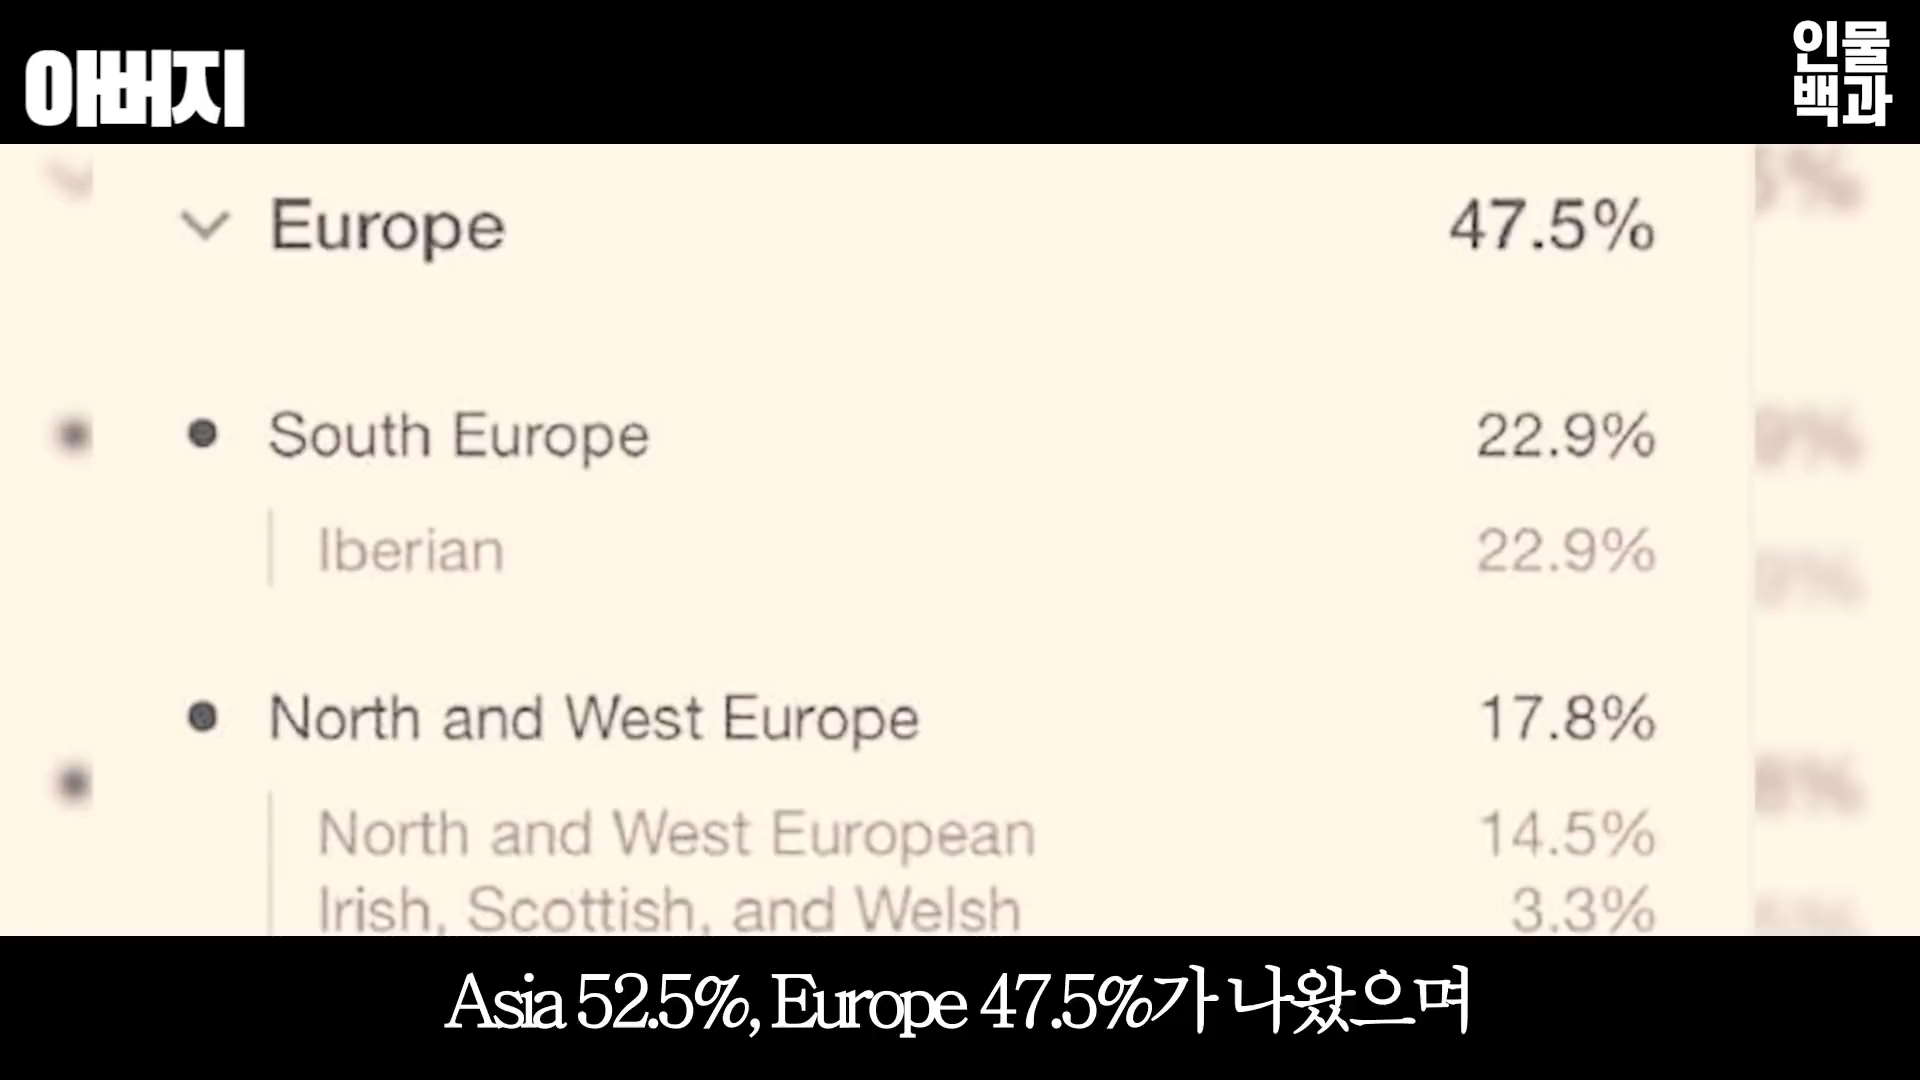 아버지
인물
백과
Europe 47.5%
South Europe 22.9%
Iberian 22.9%
North and West Europe 17.8%
North and West European 14.5%
Irish, Scottish, and Welsh 3.3%
Asia 52.5%, Europe 47.5%가 나왔으며